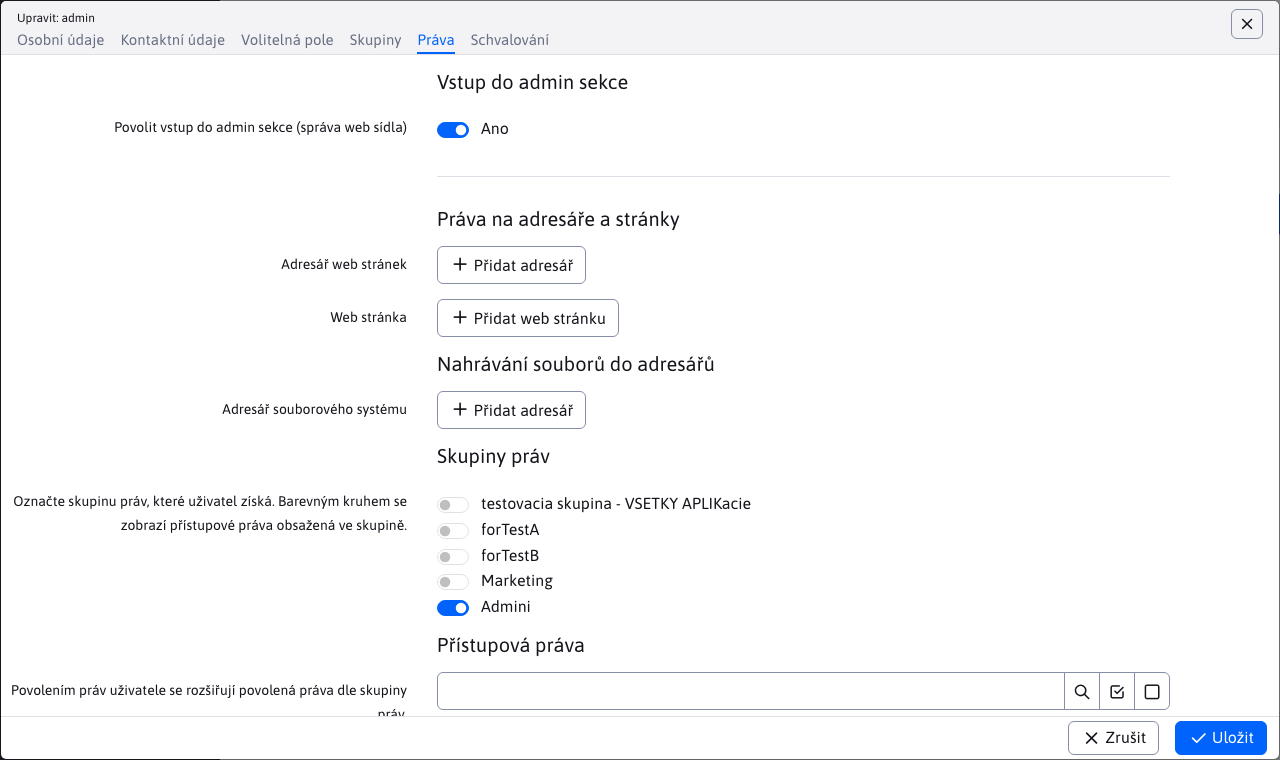 Upravit: admin
Osobní údaje Kontaktní údaje Volitelná pole Skupiny Práva Schvalování
Vstup do admin sekce
Povolit vstup do admin sekce (správa web sídla) Ano
Práva na adresáře a stránky
Adresář web stránek Přidat adresář
Web stránka Přidat web stránku
Nahrávání souborů do adresářů
Adresář souborového systému Přidat adresář
Skupiny práv
Označte skupinu práv, které uživatel získá. Barevným kruhem se
zobrazí přístupové práva obsažená ve skupině.
testovacia skupina - VSETKY APLIKacie
forTestA
forTestB
Marketing
Admini
Přístupová práva
Povolením práv uživatele se rozšiřují povolená práva dle skupiny
práv.
Zrušit Uložit